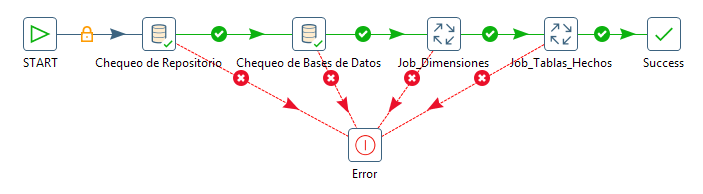 START
Chequeo de Repositorio
Chequeo de Bases de Datos
Job_Dimensiones
Job_Tablas_Hechos
Success
Error